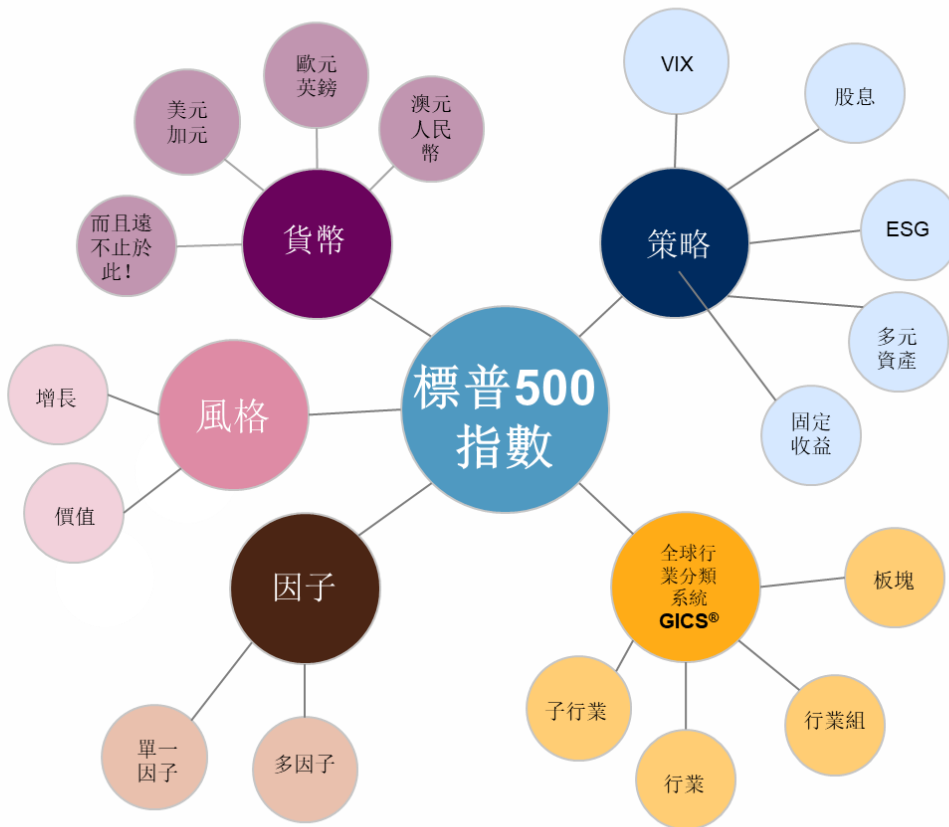 歐元
英鎊
美元
加元
澳元
人民
幣
而且遠
不止於
此!
貨幣
VIX
股息
ESG
多元
資產
固定
收益
策略
標普500
指數
風格
增長
價值
因子
單一
因子
多因子
全球行
業分類
系統
GICS®
板塊
行業組
行業
子行業